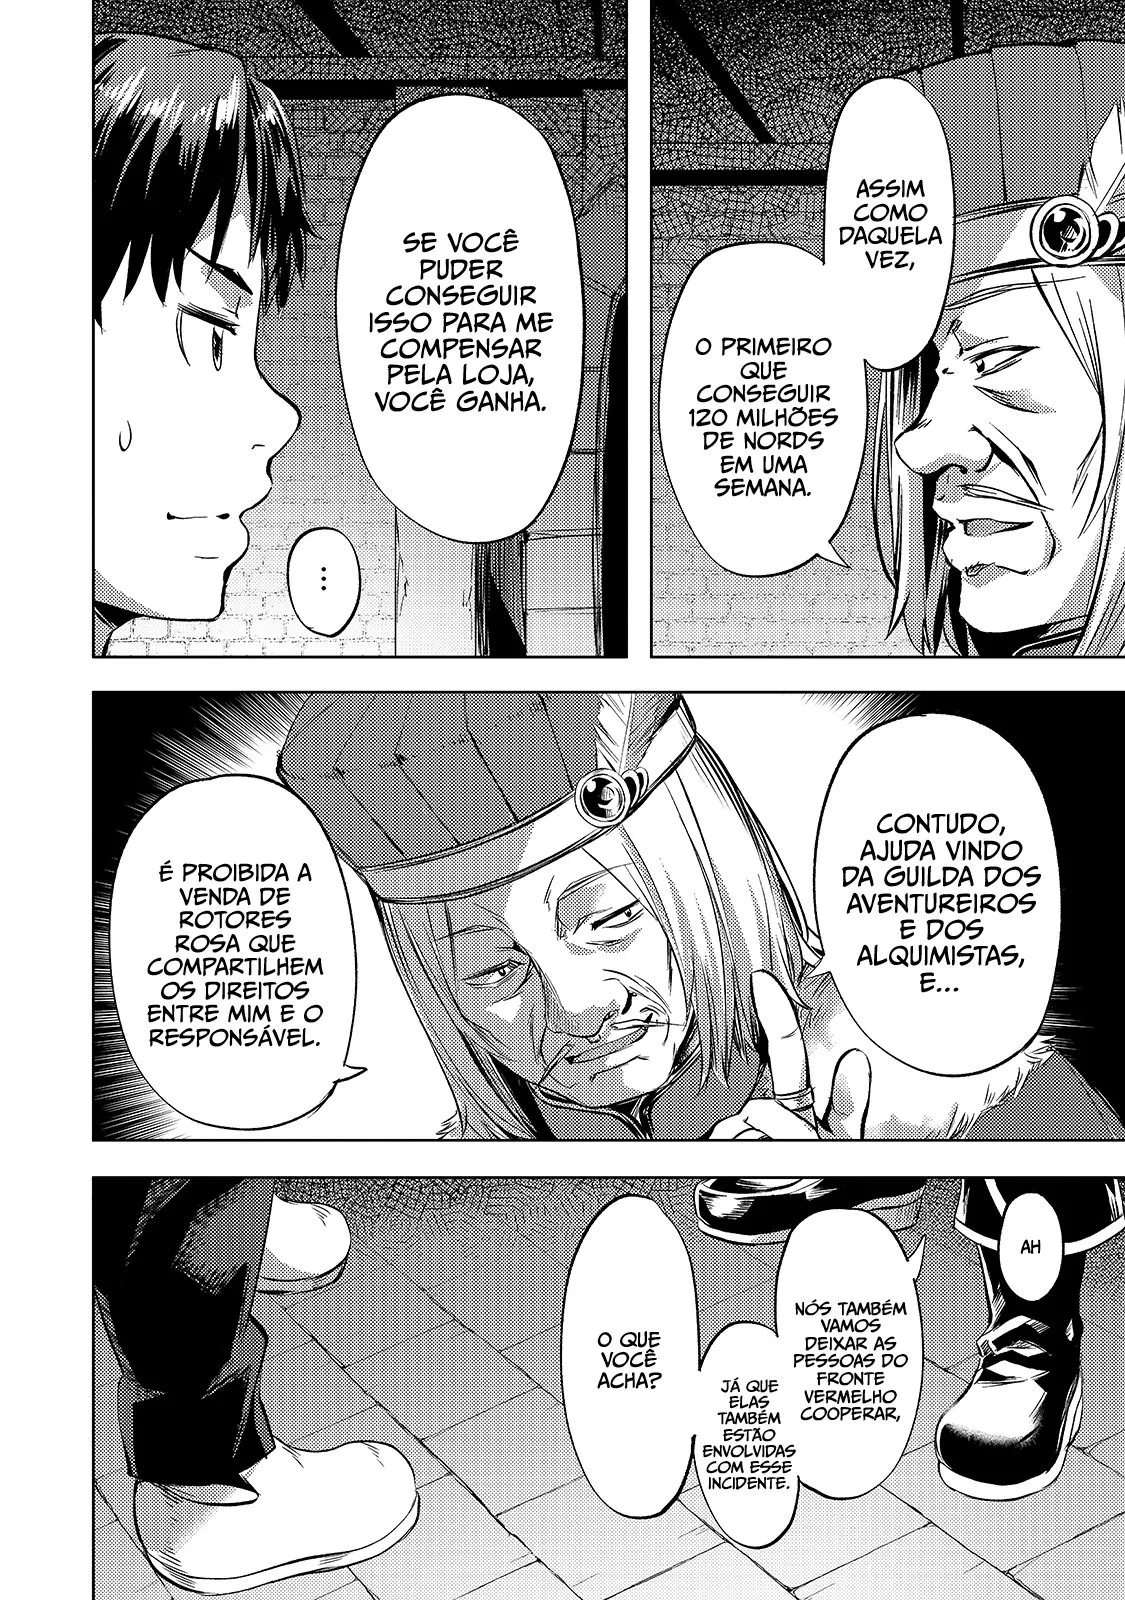 ASSIM
COMO
DAQUELA
VEZ,
O PRIMEIRO
QUE
CONSEGUIR
120 MILHÕES
DE NORDS
EM UMA
SEMANA.
SE VOCÊ
PUDER
CONSEGUIR
ISSO PARA ME
COMPENSAR
PELA LOJA,
VOCÊ GANHA.
...
CONTUDO,
AJUDA VINDO
DA GUILDA DOS
AVENTUREIROS
E DOS
ALQUIMISTAS,
E...
É PROIBIDA A
VENDA DE
ROTORES
ROSA QUE
COMPARTILHEM
OS DIREITOS
ENTRE MIM E O
RESPONSÁVEL.
AH
NÓS TAMBÉM
VAMOS
DEIXAR AS
PESSOAS DO
FRONTE
VERMELHO
COOPERAR,
JÁ QUE
ELAS
TAMBÉM
ESTÃO
ENVOLVIDAS
COM ESSE
INCIDENTE.
O QUE
VOCÊ
ACHA?